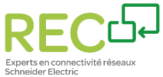 REC
Experts en connectivité réseaux
Schneider Electric